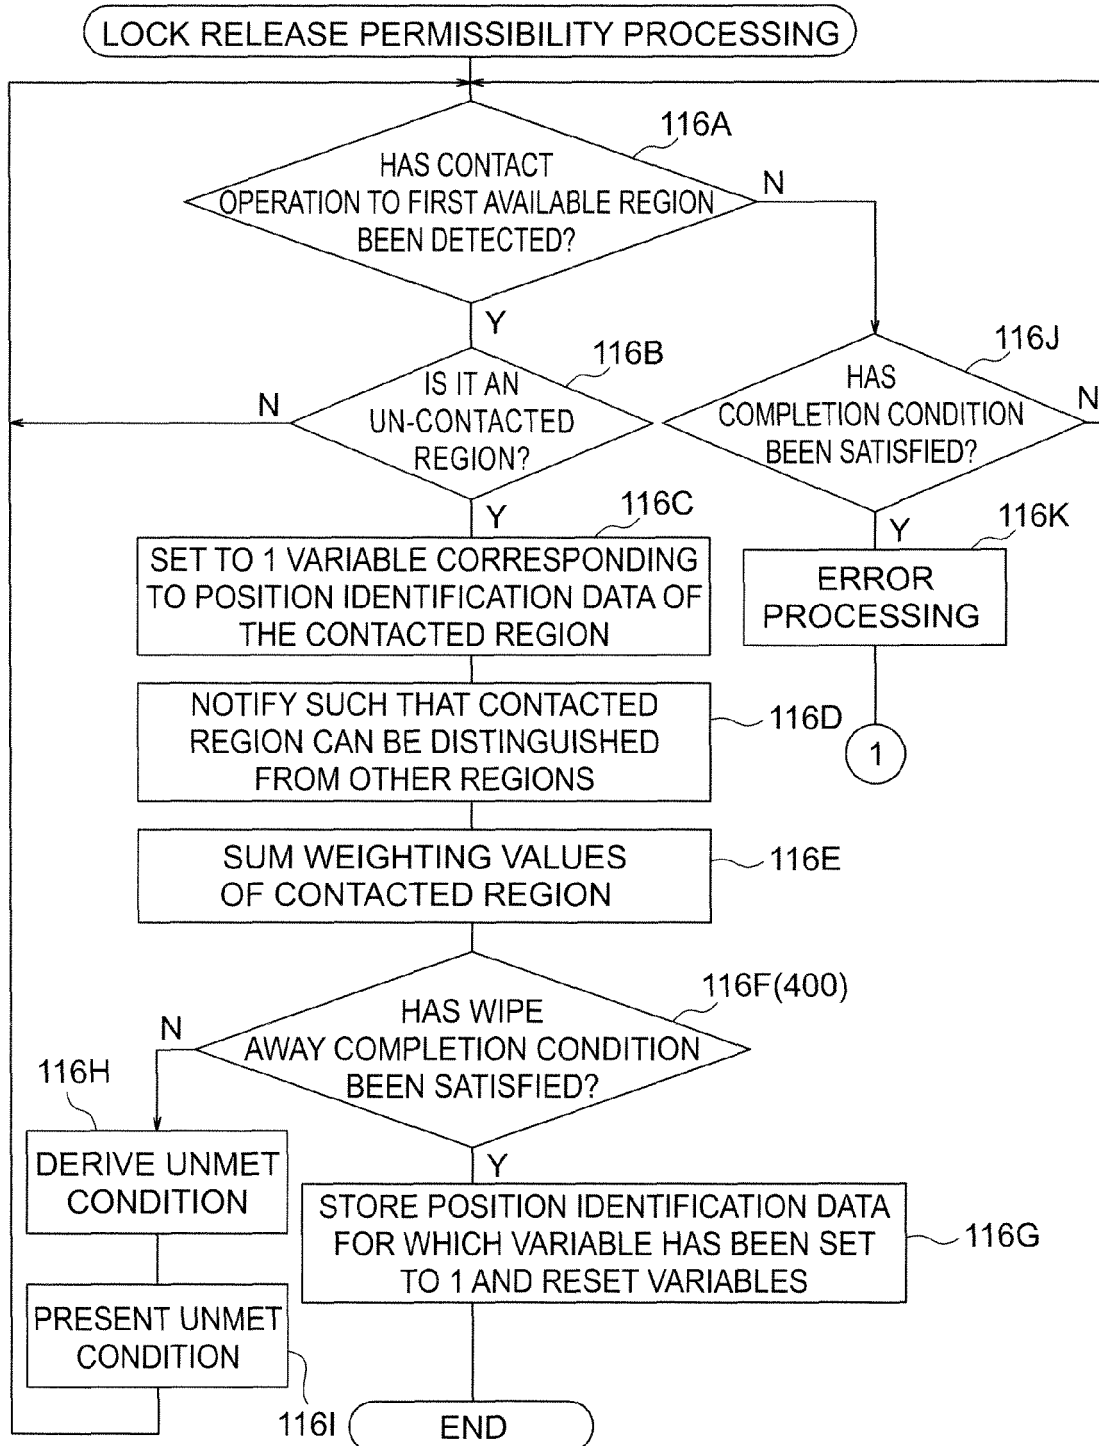 LOCK RELEASE PERMISSIBILITY PROCESSING
116A
HAS CONTACT
OPERATION TO FIRST AVAILABLE REGION
BEEN DETECTED?
N
Y
116B
IS IT AN
UN-CONTACTED
REGION?
N
Y
116J
HAS
COMPLETION CONDITION
BEEN SATISFIED?
N
Y
116C
SET TO 1 VARIABLE CORRESPONDING
TO POSITION IDENTIFICATION DATA OF
THE CONTACTED REGION
116K
ERROR
PROCESSING
1
NOTIFY SUCH THAT CONTACTED
REGION CAN BE DISTINGUISHED
FROM OTHER REGIONS
116D
SUM WEIGHTING VALUES
OF CONTACTED REGION
116E
116F(400)
HAS WIPE
AWAY COMPLETION CONDITION
BEEN SATISFIED?
N
Y
116H
DERIVE UNMET
CONDITION
STORE POSITION IDENTIFICATION DATA
FOR WHICH VARIABLE HAS BEEN SET
TO 1 AND RESET VARIABLES
116G
PRESENT UNMET
CONDITION
116I
END